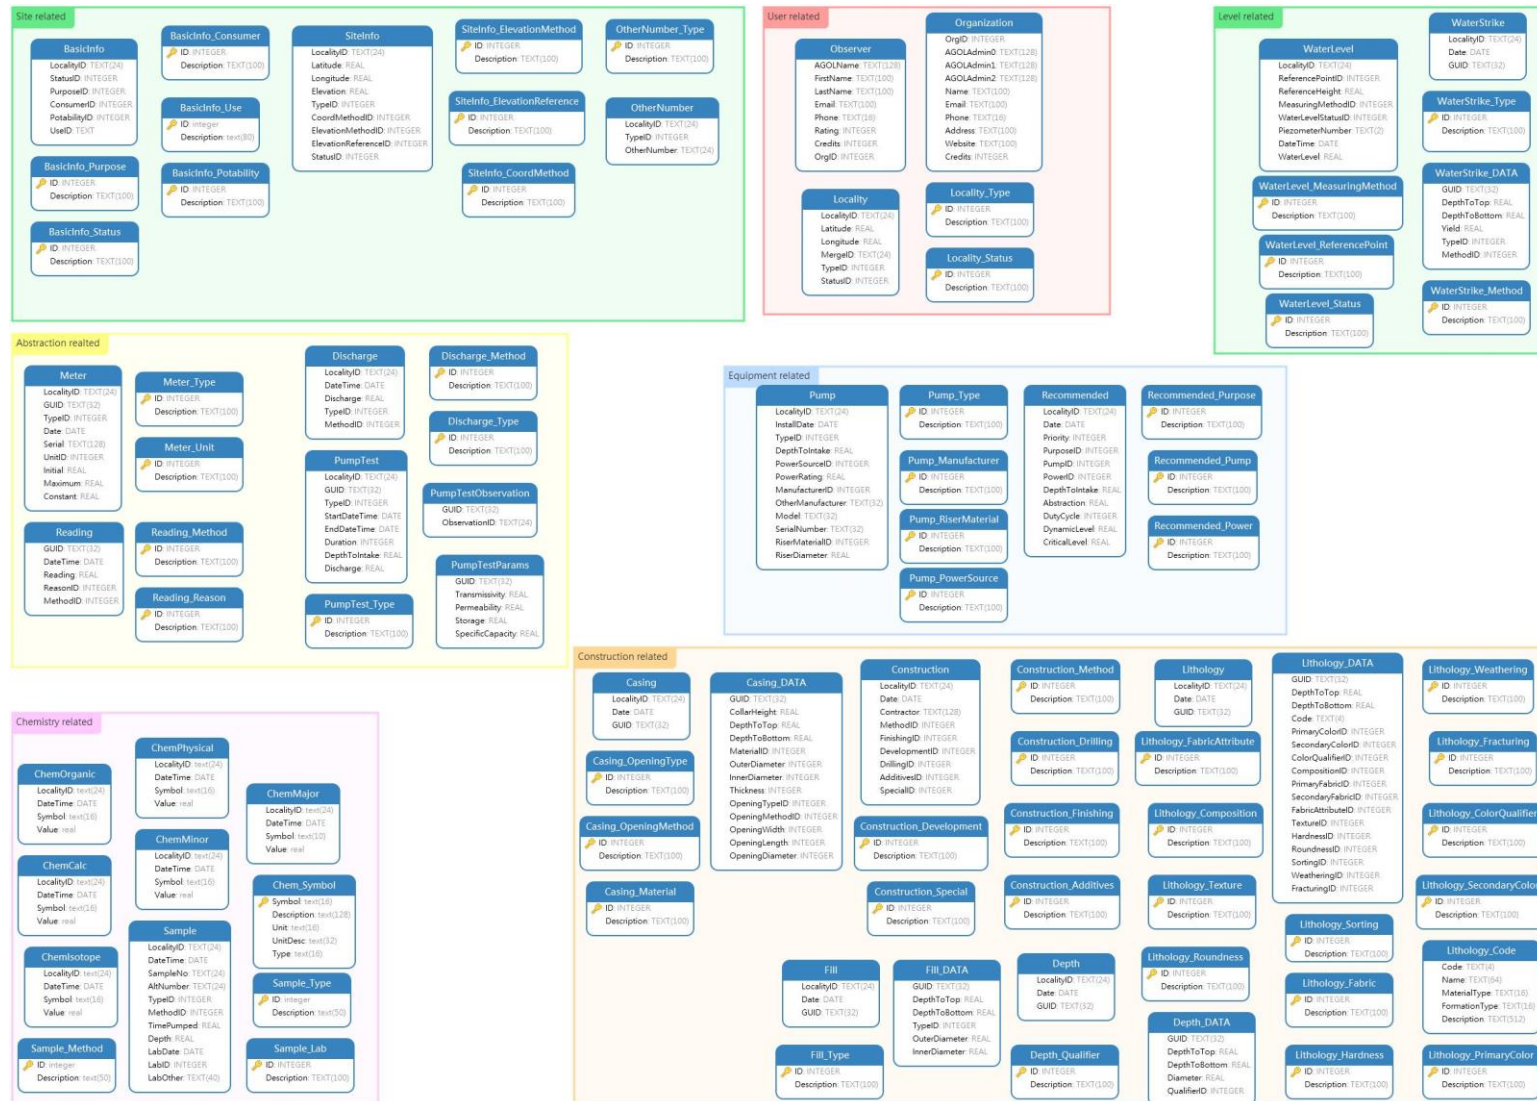 Site related
BasicInfo
LocalityID: TEXT(24)
StatusID: INTEGER
PurposeID: INTEGER
ConsumerID: INTEGER
PotabilityID: INTEGER
UseID: TEXT
BasicInfo_Purpose
ID: INTEGER
Description: TEXT(100)
BasicInfo_Status
ID: INTEGER
Description: TEXT(100)
BasicInfo_Consumer
ID: INTEGER
Description: TEXT(100)
BasicInfo_Use
ID: integer
Description: text(80)
BasicInfo_Potability
ID: INTEGER
Description: TEXT(100)
SiteInfo
LocalityID: TEXT(24)
Latitude: REAL
Longitude: REAL
Elevation: REAL
TypeID: INTEGER
CoordMethodID: INTEGER
ElevationMethodID: INTEGER
ElevationReferenceID: INTEGER
StatusID: INTEGER
SiteInfo_ElevationMethod
ID: INTEGER
Description: TEXT(100)
SiteInfo_ElevationReference
ID: INTEGER
Description: TEXT(100)
SiteInfo_CoordMethod
ID: INTEGER
Description: TEXT(100)
OtherNumber_Type
ID: INTEGER
Description: TEXT(100)
OtherNumber
LocalityID: TEXT(24)
TypeID: INTEGER
OtherNumber: TEXT(24)
User related
Observer
AGOLName: TEXT(128)
FirstName: TEXT(100)
LastName: TEXT(100)
Email: TEXT(100)
Phone: TEXT(16)
Rating: INTEGER
Credits: INTEGER
OrgID: INTEGER
Organization
OrgID: INTEGER
AGOLAdmin0: TEXT(128)
AGOLAdmin1: TEXT(128)
AGOLAdmin2: TEXT(128)
Name: TEXT(100)
Email: TEXT(100)
Phone: TEXT(16)
Address: TEXT(100)
Website: TEXT(100)
Credits: INTEGER
Locality
LocalityID: TEXT(24)
Latitude: REAL
Longitude: REAL
MergeID: TEXT(24)
TypeID: INTEGER
StatusID: INTEGER
Locality_Type
ID: INTEGER
Description: TEXT(100)
Locality_Status
ID: INTEGER
Description: TEXT(100)
Level related
WaterLevel
LocalityID: TEXT(24)
ReferencePointID: INTEGER
ReferenceHeight: REAL
MeasuringMethodID: INTEGER
WaterLevelStatusID: INTEGER
PiezometerNumber: TEXT(2)
DateTime: DATE
WaterLevel: REAL
WaterLevel_MeasuringMethod
ID: INTEGER
Description: TEXT(100)
WaterLevel_ReferencePoint
ID: INTEGER
Description: TEXT(100)
WaterLevel_Status
ID: INTEGER
Description: TEXT(100)
WaterStrike
LocalityID: TEXT(24)
Date: DATE
GUID: TEXT(32)
WaterStrike_Type
ID: INTEGER
Description: TEXT(100)
WaterStrike_DATA
GUID: TEXT(32)
DepthToTop: REAL
DepthToBottom: REAL
Yield: REAL
TypeID: INTEGER
MethodID: INTEGER
WaterStrike_Method
ID: INTEGER
Description: TEXT(100)
Abstraction realted
Meter
LocalityID: TEXT(24)
GUID: TEXT(32)
TypeID: INTEGER
Date: DATE
Serial: TEXT(128)
UnitID: INTEGER
Initial: REAL
Maximum: REAL
Constant: REAL
Reading
GUID: TEXT(32)
DateTime: DATE
Reading: REAL
ReasonID: INTEGER
MethodID: INTEGER
Meter_Type
ID: INTEGER
Description: TEXT(100)
Meter_Unit
ID: INTEGER
Description: TEXT(100)
Reading_Method
ID: INTEGER
Description: TEXT(100)
Reading_Reason
ID: INTEGER
Description: TEXT(100)
Discharge
LocalityID: TEXT(24)
DateTime: DATE
Discharge: REAL
TypeID: INTEGER
MethodID: INTEGER
PumpTest
LocalityID: TEXT(24)
GUID: TEXT(32)
TypeID: INTEGER
StartDateTime: DATE
EndDateTime: DATE
Duration: INTEGER
DepthToIntake: REAL
Discharge: REAL
PumpTest_Type
ID: INTEGER
Description: TEXT(100)
Discharge_Method
ID: INTEGER
Description: TEXT(100)
Discharge_Type
ID: INTEGER
Description: TEXT(100)
PumpTestObservation
GUID: TEXT(32)
ObservationID: TEXT(24)
PumpTestParams
GUID: TEXT(32)
Transmissivity: REAL
Permeability: REAL
Storage: REAL
SpecificCapacity: REAL
Equipment related
Pump
LocalityID: TEXT(24)
InstallDate: DATE
TypeID: INTEGER
DepthToIntake: REAL
PowerSourceID: INTEGER
PowerRating: REAL
ManufacturerID: INTEGER
OtherManufacturer: TEXT(32)
Model: TEXT(32)
SerialNumber: TEXT(32)
RiserMaterialID: INTEGER
RiserDiameter: REAL
Pump_Type
ID: INTEGER
Description: TEXT(100)
Pump_Manufacturer
ID: INTEGER
Description: TEXT(100)
Pump_RiserMaterial
ID: INTEGER
Description: TEXT(100)
Pump_PowerSource
ID: INTEGER
Description: TEXT(100)
Recommended
LocalityID: TEXT(24)
Date: DATE
Priority: INTEGER
PurposeID: INTEGER
PumpID: INTEGER
PowerID: INTEGER
DepthToIntake: REAL
Abstraction: REAL
DutyCycle: INTEGER
DynamicLevel: REAL
CriticalLevel: REAL
Recommended_Purpose
ID: INTEGER
Description: TEXT(100)
Recommended_Pump
ID: INTEGER
Description: TEXT(100)
Recommended_Power
ID: INTEGER
Description: TEXT(100)
Chemistry related
ChemOrganic
LocalityID: text(24)
DateTime: DATE
Symbol: text(16)
Value: real
ChemCalc
LocalityID: text(24)
DateTime: DATE
Symbol: text(16)
Value: real
ChemIsotope
LocalityID: text(24)
DateTime: DATE
Symbol: text(16)
Value: real
Sample_Method
ID: integer
Description: text(50)
ChemPhysical
LocalityID: text(24)
DateTime: DATE
Symbol: text(16)
Value: real
ChemMinor
LocalityID: text(24)
DateTime: DATE
Symbol: text(16)
Value: real
Sample
LocalityID: TEXT(24)
DateTime: DATE
SampleNo: TEXT(24)
AltNumber: TEXT(24)
TypeID: INTEGER
MethodID: INTEGER
TimePumped: REAL
Depth: REAL
LabDate: DATE
LabID: INTEGER
LabOther: TEXT(40)
ChemMajor
LocalityID: text(24)
DateTime: DATE
Symbol: text(10)
Value: real
Chem_Symbol
Symbol: text(16)
Description: text(128)
Unit: text(16)
UnitDesc: text(32)
Type: text(16)
Sample_Type
ID: integer
Description: text(50)
Sample_Lab
ID: INTEGER
Description: TEXT(100)
Construction related
Casing
LocalityID: TEXT(24)
Date: DATE
GUID: TEXT(32)
Casing_OpeningType
ID: INTEGER
Description: TEXT(100)
Casing_OpeningMethod
ID: INTEGER
Description: TEXT(100)
Casing_Material
ID: INTEGER
Description: TEXT(100)
Casing_DATA
GUID: TEXT(32)
CollarHeight: REAL
DepthToTop: REAL
DepthToBottom: REAL
MaterialID: INTEGER
OuterDiameter: INTEGER
InnerDiameter: INTEGER
Thickness: INTEGER
OpeningTypeID: INTEGER
OpeningMethodID: INTEGER
OpeningWidth: INTEGER
OpeningLength: INTEGER
OpeningDiameter: INTEGER
Construction
LocalityID: TEXT(24)
Date: DATE
Contractor: TEXT(128)
MethodID: INTEGER
FinishingID: INTEGER
DevelopmentID: INTEGER
DrillingID: INTEGER
AdditivesID: INTEGER
SpecialID: INTEGER
Construction_Development
ID: INTEGER
Description: TEXT(100)
Construction_Special
ID: INTEGER
Description: TEXT(100)
Construction_Method
ID: INTEGER
Description: TEXT(100)
Construction_Drilling
ID: INTEGER
Description: TEXT(100)
Construction_Finishing
ID: INTEGER
Description: TEXT(100)
Construction_Additives
ID: INTEGER
Description: TEXT(100)
Fill
LocalityID: TEXT(24)
Date: DATE
GUID: TEXT(32)
Fill_Type
ID: INTEGER
Description: TEXT(100)
Fill_DATA
GUID: TEXT(32)
DepthToTop: REAL
DepthToBottom: REAL
TypeID: INTEGER
OuterDiameter: REAL
InnerDiameter: REAL
Depth
LocalityID: TEXT(24)
Date: DATE
GUID: TEXT(32)
Depth_Qualifier
ID: INTEGER
Description: TEXT(100)
Lithology
LocalityID: TEXT(24)
Date: DATE
GUID: TEXT(32)
Lithology_FabricAttribute
ID: INTEGER
Description: TEXT(100)
Lithology_Composition
ID: INTEGER
Description: TEXT(100)
Lithology_Texture
ID: INTEGER
Description: TEXT(100)
Lithology_Roundness
ID: INTEGER
Description: TEXT(100)
Depth_DATA
GUID: TEXT(32)
DepthToTop: REAL
DepthToBottom: REAL
Diameter: REAL
QualifierID: INTEGER
Lithology_DATA
GUID: TEXT(32)
DepthToTop: REAL
DepthToBottom: REAL
Code: TEXT(4)
PrimaryColorID: INTEGER
SecondaryColorID: INTEGER
ColorQualifierID: INTEGER
CompositionID: INTEGER
PrimaryFabricID: INTEGER
SecondaryFabricID: INTEGER
FabricAttributeID: INTEGER
TextureID: INTEGER
HardnessID: INTEGER
RoundnessID: INTEGER
SortingID: INTEGER
WeatheringID: INTEGER
FracturingID: INTEGER
Lithology_Sorting
ID: INTEGER
Description: TEXT(100)
Lithology_Fabric
ID: INTEGER
Description: TEXT(100)
Lithology_Hardness
ID: INTEGER
Description: TEXT(100)
Lithology_Weathering
ID: INTEGER
Description: TEXT(100)
Lithology_Fracturing
ID: INTEGER
Description: TEXT(100)
Lithology_ColorQualifier
ID: INTEGER
Description: TEXT(100)
Lithology_SecondaryColor
ID: INTEGER
Description: TEXT(100)
Lithology_Code
Code: TEXT(4)
Name: TEXT(64)
MaterialType: TEXT(16)
FormationType: TEXT(16)
Description: TEXT(512)
Lithology_PrimaryColor
ID: INTEGER
Description: TEXT(100)